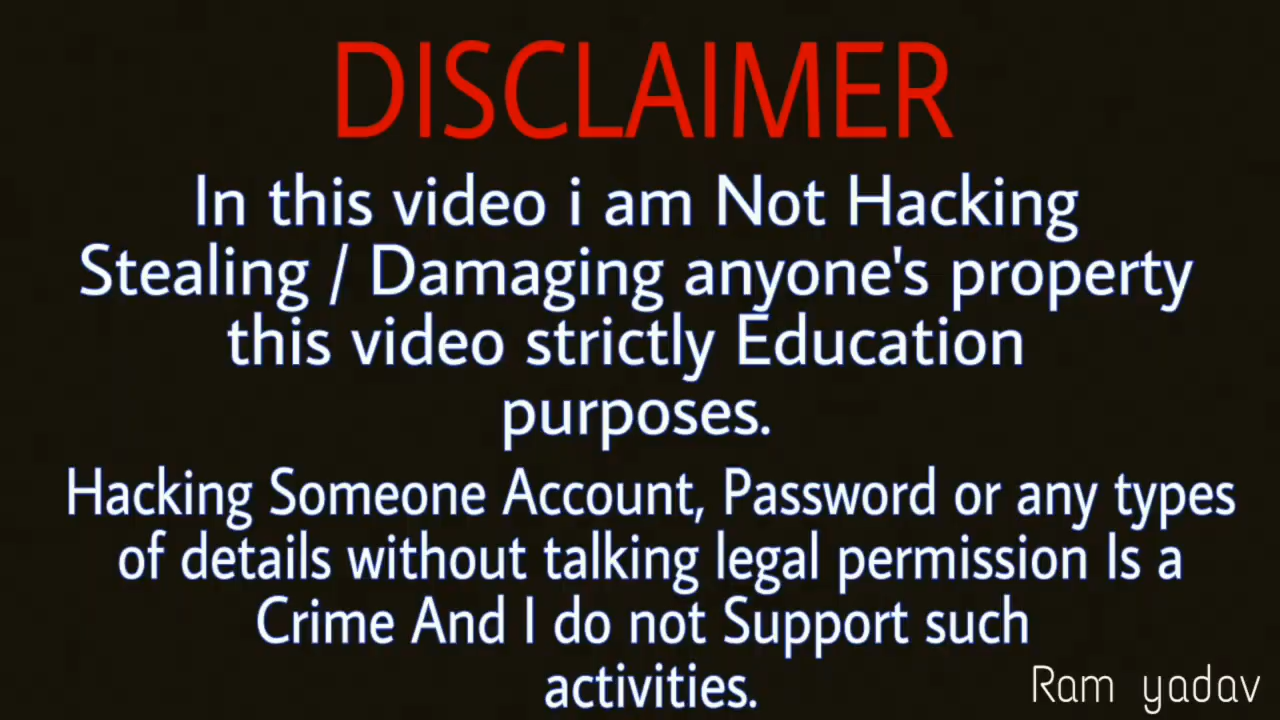 DISCLAIMER
In this video i am Not Hacking
Stealing / Damaging anyone's property
this video strictly Education
purposes.
Hacking Someone Account, Password or any types
of details without talking legal permission Is a
Crime And I do not Support such
activities.
Ram yadav